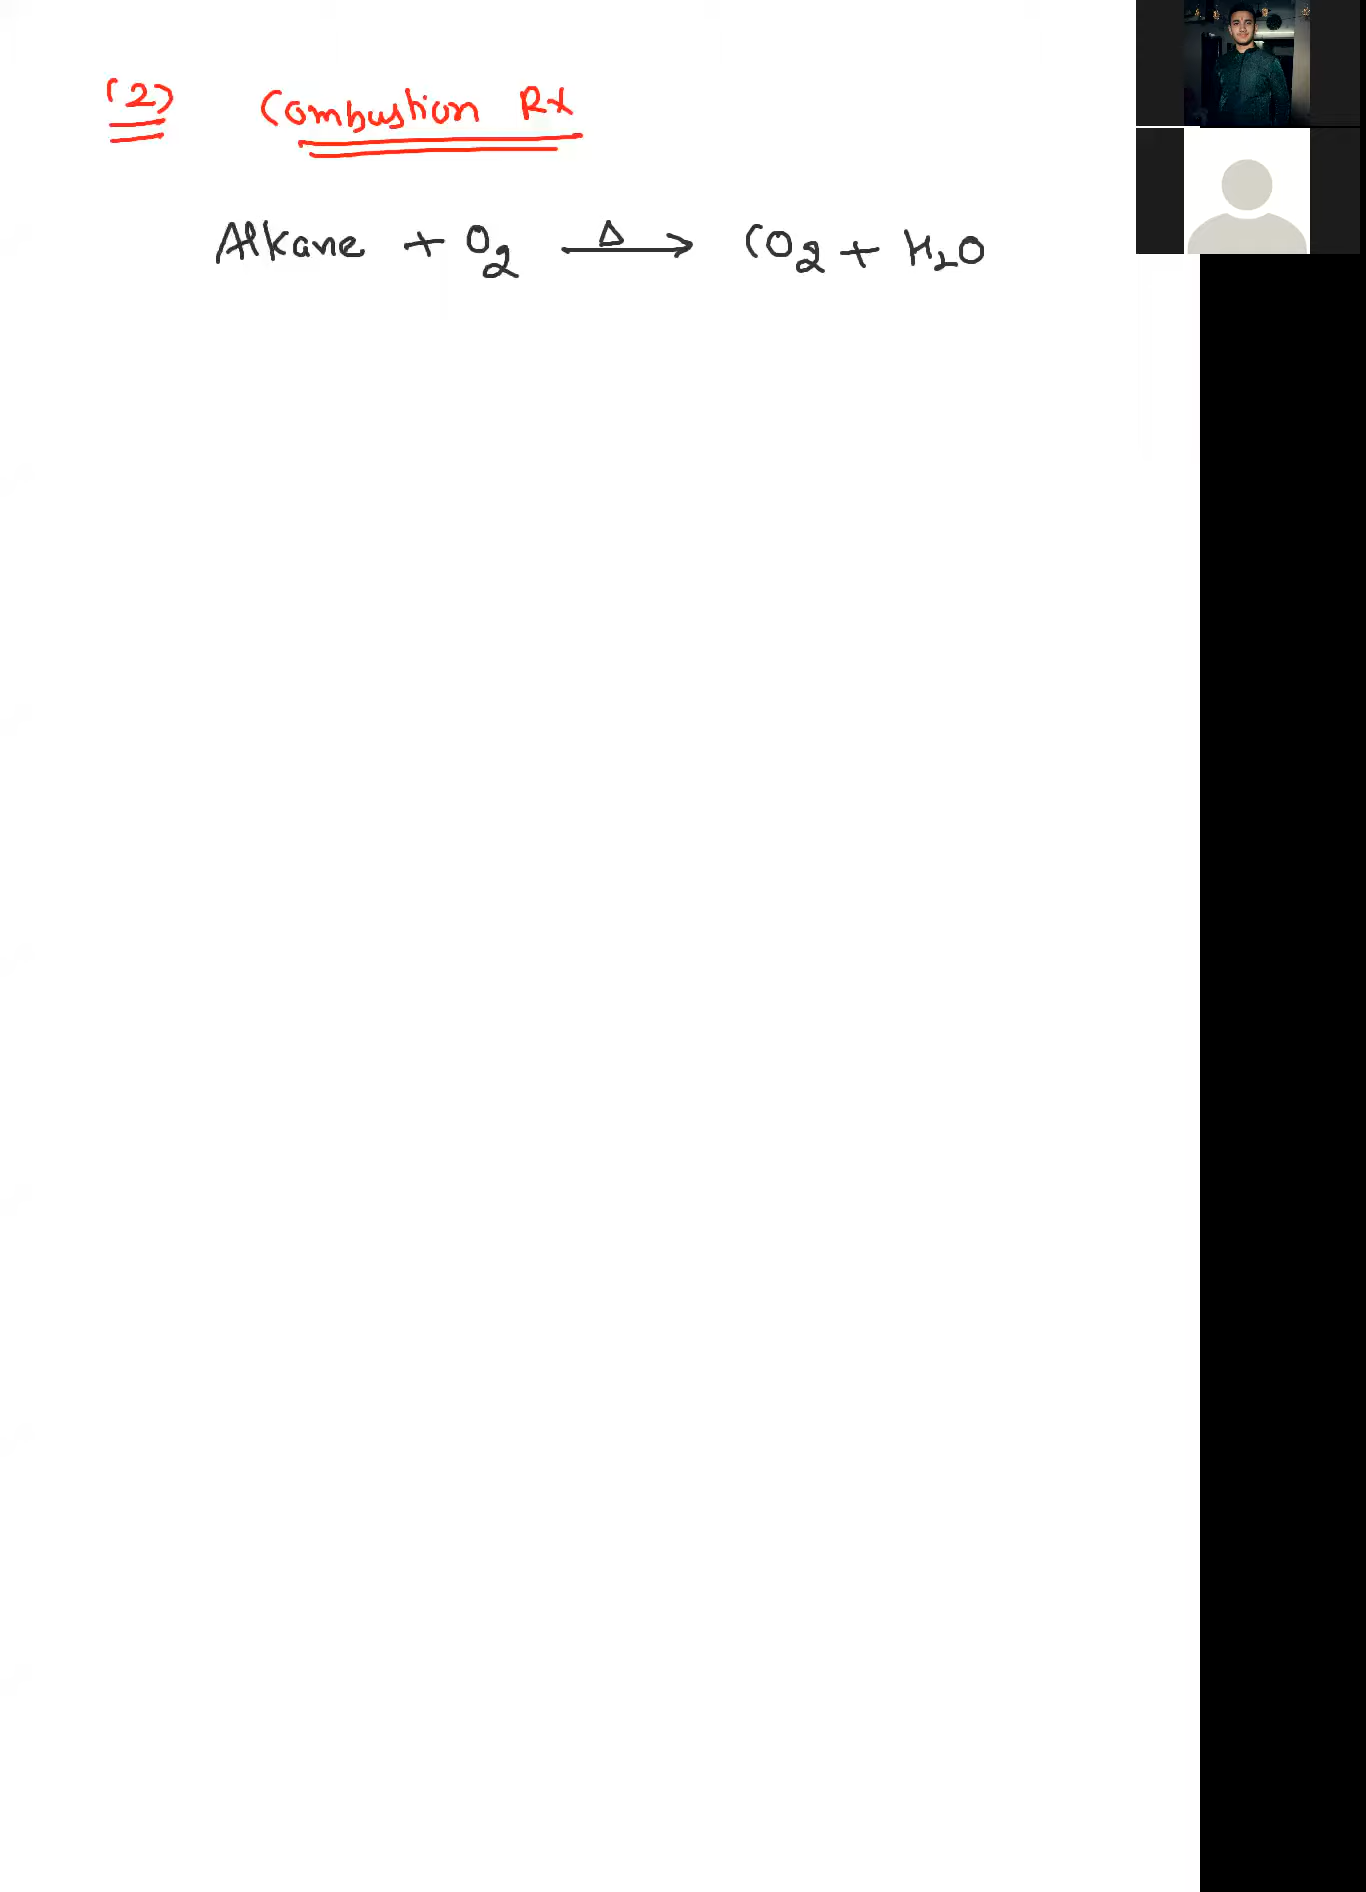 (2) Combustion Rx
Alkane + O2 Δ→ CO2 + H2O